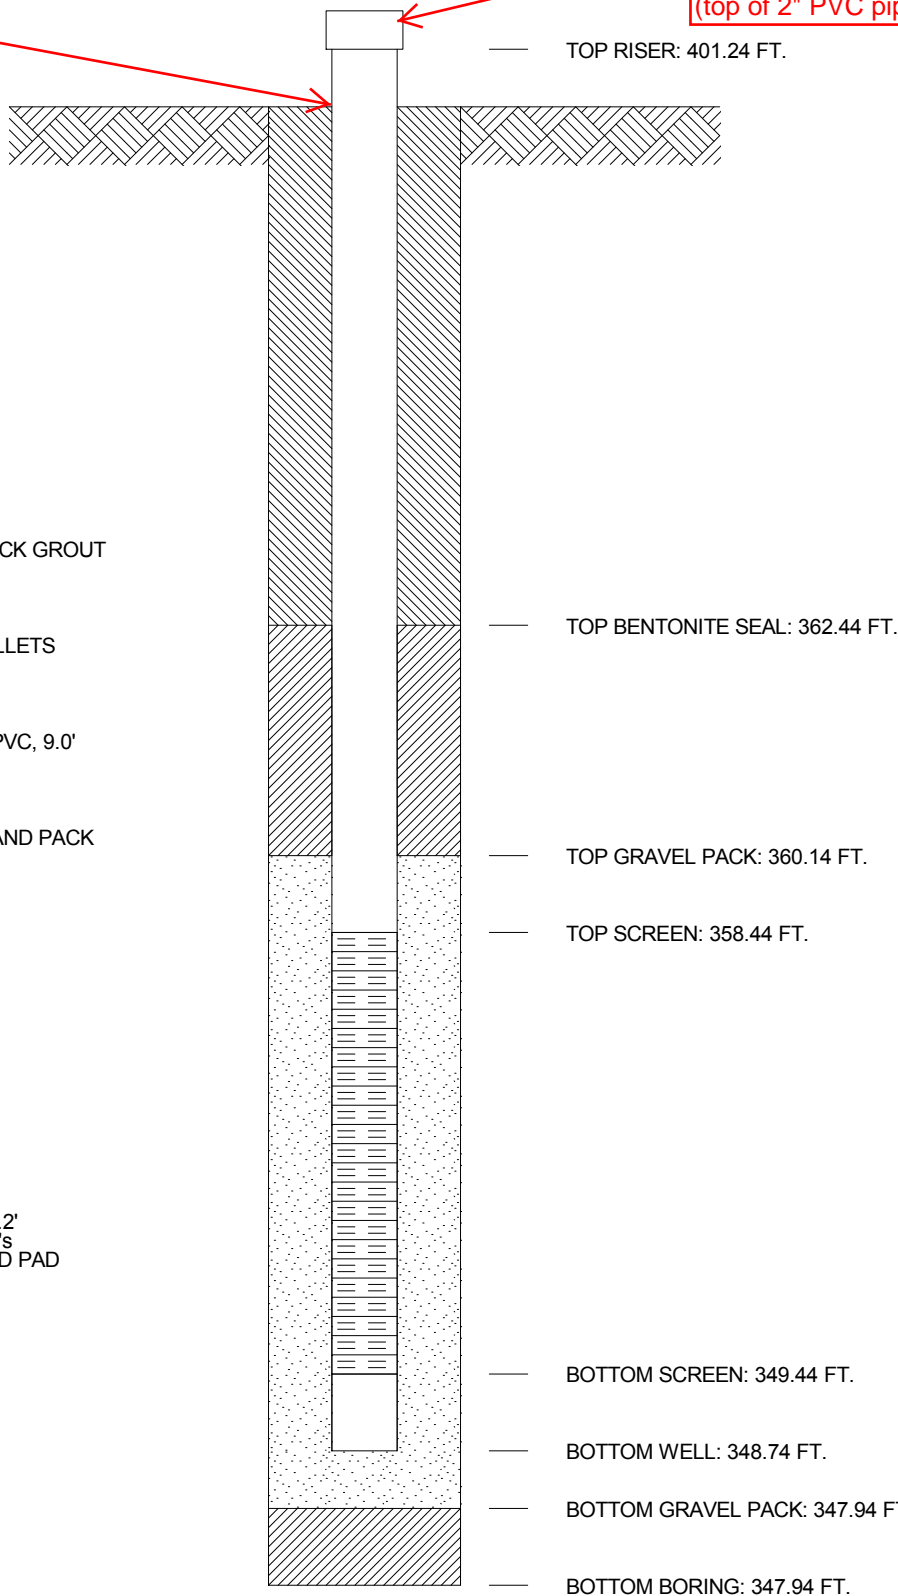 (top of 2" PVC pip
TOP RISER: 401.24 FT.
CK GROUT
TOP BENTONITE SEAL: 362.44 FT.
LLETS
PVC, 9.0'
AND PACK
TOP GRAVEL PACK: 360.14 FT.
TOP SCREEN: 358.44 FT.
.2'
's
D PAD
BOTTOM SCREEN: 349.44 FT.
BOTTOM WELL: 348.74 FT.
BOTTOM GRAVEL PACK: 347.94 FT
BOTTOM BORING: 347.94 FT.